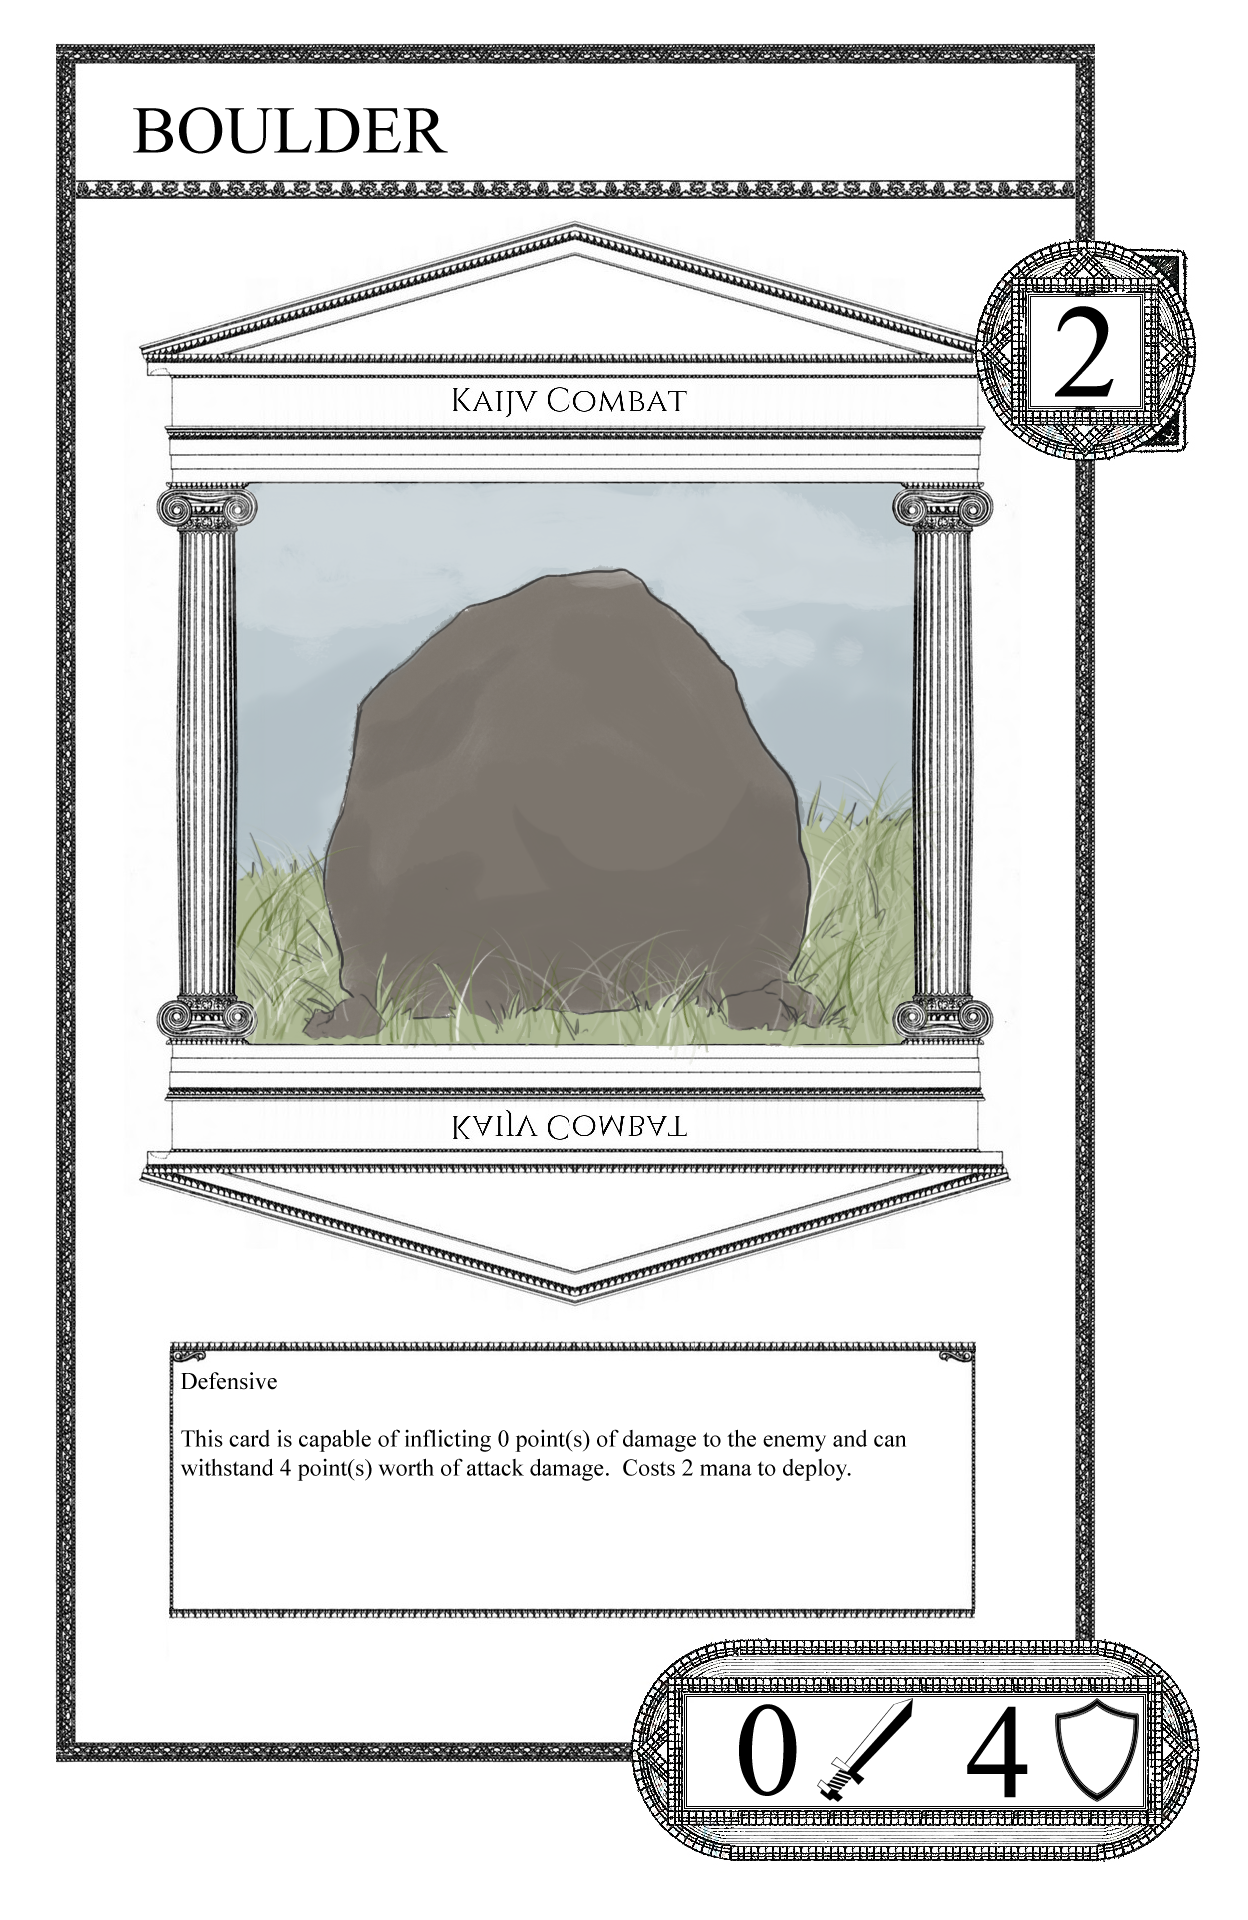 BOULDER
2
KAIJV COMBAT
KAIJV COMBAT
Defensive
This card is capable of inflicting 0 point(s) of damage to the enemy and can
withstand 4 point(s) worth of attack damage.  Costs 2 mana to deploy.
0 4